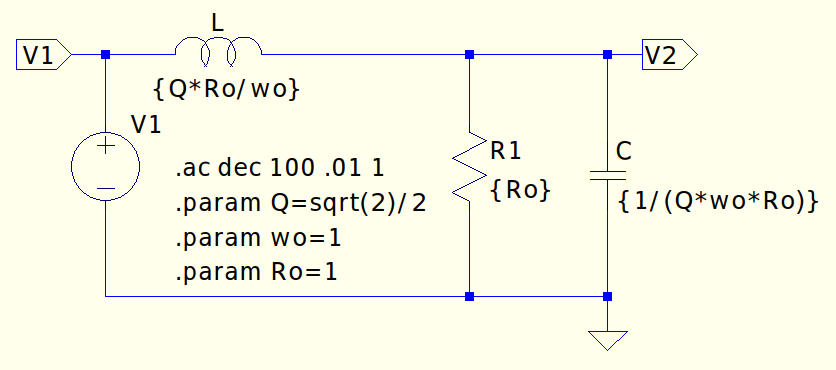 L
V1
V2
{Q*Ro/wo}
V1
R1
C
.ac dec 100 .01 1
{Ro}
.param Q=sqrt(2)/2
{1/(Q*wo*Ro)}
.param wo=1
.param Ro=1